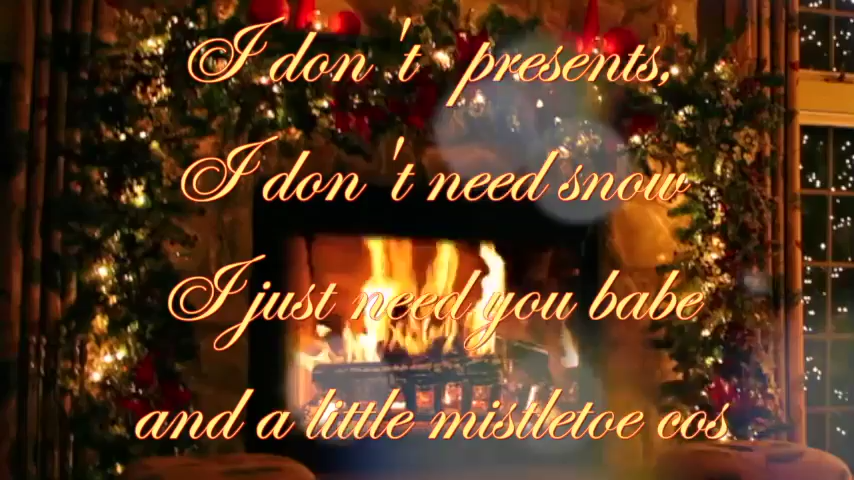 I don't presents,
I don't need snow
I just need you babe
and a little mistletoe cos